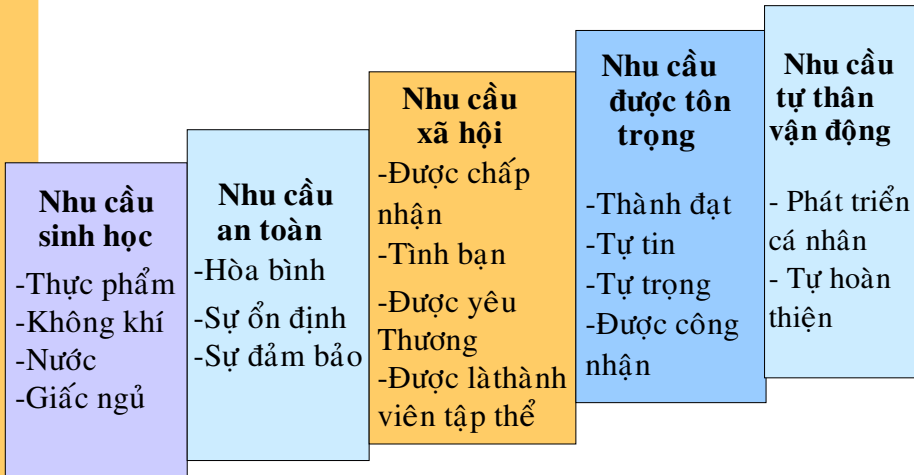 Nhu cầu
sinh học
-Thực phẩm
-Không khí
-Nước
-Giấc ngủ
Nhu cầu
an toàn
-Hòa bình
-Sự ổn định
-Sự đảm bảo
Nhu cầu
xã hội
-Được chấp
nhận
-Tình bạn
-Được yêu
Thương
-Được làthành
viên tập thể
Nhu cầu
được tôn
trọng
-Thành đạt
-Tự tin
-Tự trọng
-Được công
nhận
Nhu cầu
tự thân
vận động
- Phát triển
cá nhân
- Tự hoàn
thiện